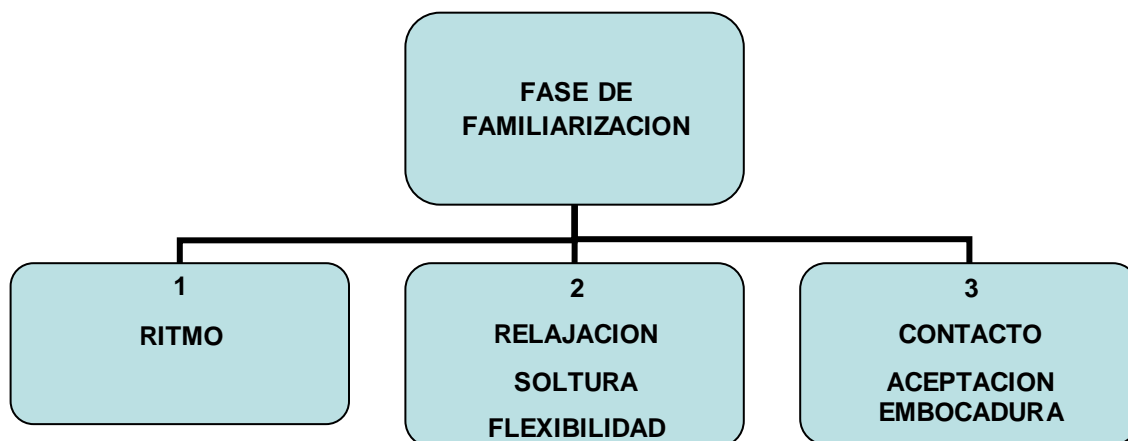 FASE DE
FAMILIARIZACION
1
RITMO
2
RELAJACION
SOLTURA
FLEXIBILIDAD
3
CONTACTO
ACEPTACION
EMBOCADURA